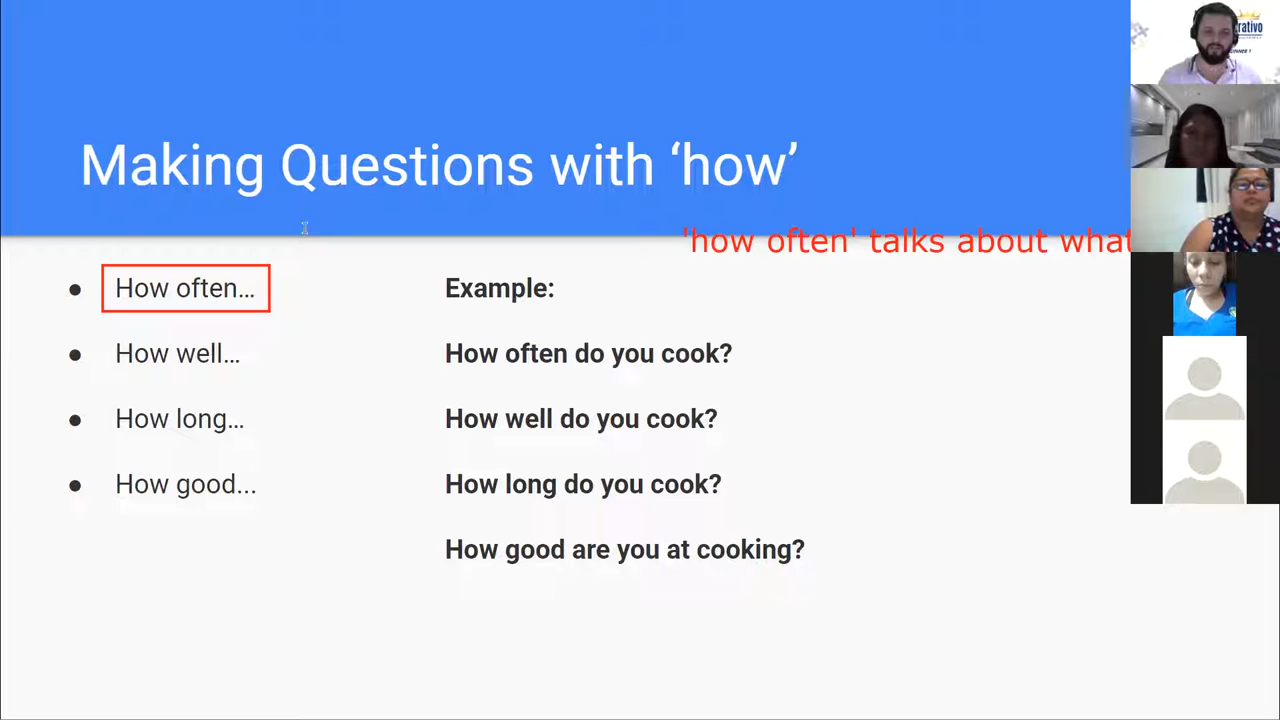 Making Questions with ‘how’
'how often' talks about what
● How often…
● How well…
● How long…
● How good...
Example:
How often do you cook?
How well do you cook?
How long do you cook?
How good are you at cooking?
rativo